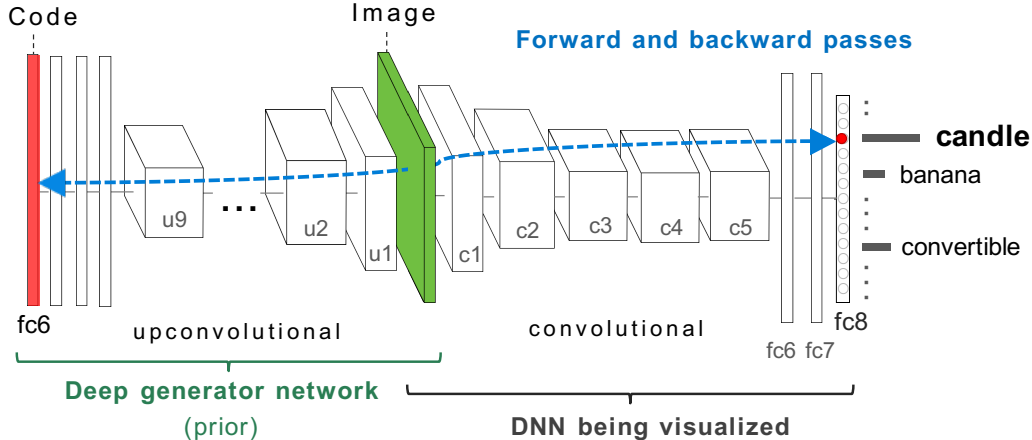 Code
Image
Forward and backward passes
candle
banana
convertible
u9
...
u2
u1
c1
c2
c3
c4
c5
fc6
upconvolutional
convolutional
fc6
fc7
fc8
Deep generator network
(prior)
DNN being visualized